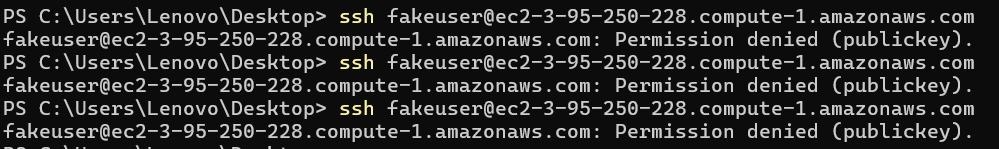 PS C:\Users\Lenovo\Desktop> ssh fakeuser@ec2-3-95-250-228.compute-1.amazonaws.com
fakeuser@ec2-3-95-250-228.compute-1.amazonaws.com: Permission denied (publickey).
PS C:\Users\Lenovo\Desktop> ssh fakeuser@ec2-3-95-250-228.compute-1.amazonaws.com
fakeuser@ec2-3-95-250-228.compute-1.amazonaws.com: Permission denied (publickey).
PS C:\Users\Lenovo\Desktop> ssh fakeuser@ec2-3-95-250-228.compute-1.amazonaws.com
fakeuser@ec2-3-95-250-228.compute-1.amazonaws.com: Permission denied (publickey).